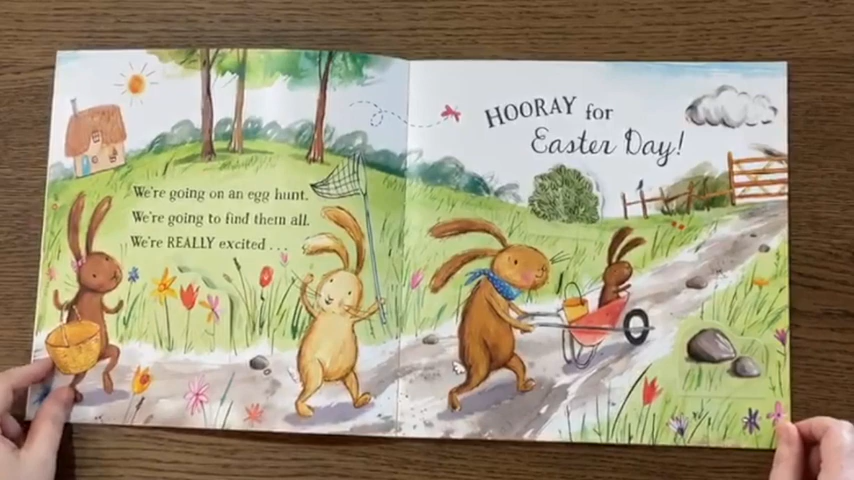 We're going on an egg hunt.
We're going to find them all.
We're REALLY excited . . .
HOORAY for
Easter Day!